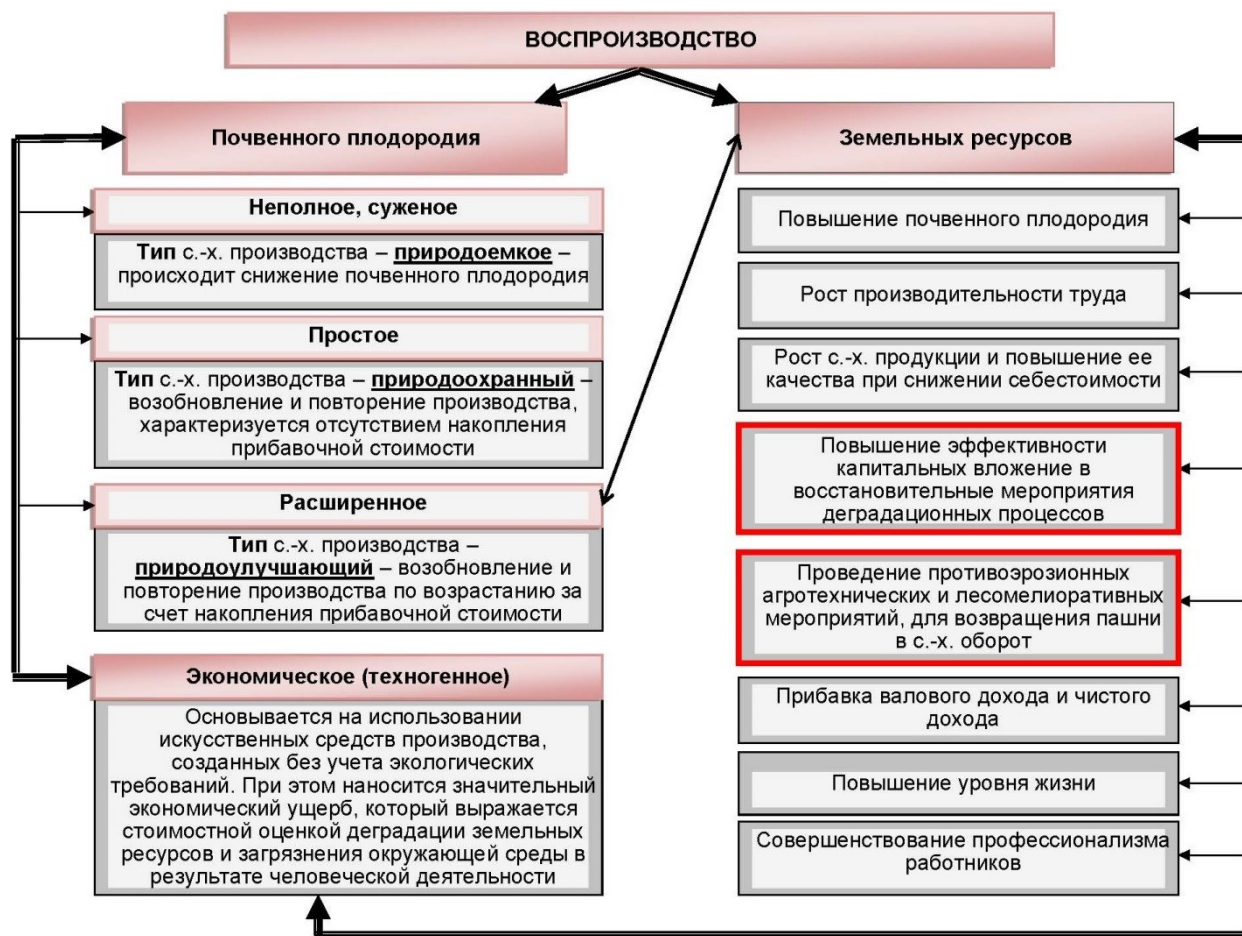 ВОСПРОИЗВОДСТВО
Почвенного плодородия
Неполное, суженое
Тип с.-х. производства – природоемкое –
происходит снижение почвенного плодородия
Простое
Тип с.-х. производства – природоохранный –
возобновление и повторение производства,
характеризуется отсутствием накопления
прибавочной стоимости
Расширенное
Тип с.-х. производства –
природоулучшающий – возобновление и
повторение производства по возрастанию за
счет накопления прибавочной стоимости
Экономическое (техногенное)
Основывается на использовании
искусственных средств производства,
созданных без учета экологических
требований. При этом наносится значительный
экономический ущерб, который выражается
стоимостной оценкой деградации земельных
ресурсов и загрязнения окружающей среды в
результате человеческой деятельности
Земельных ресурсов
Повышение почвенного плодородия
Рост производительности труда
Рост с.-х. продукции и повышение ее
качества при снижении себестоимости
Повышение эффективности
капитальных вложение в
восстановительные мероприятия
деградационных процессов
Проведение противоэрозионных
агротехнических и лесомелиоративных
мероприятий, для возвращения пашни
в с.-х. оборот
Прибавка валового дохода и чистого
дохода
Повышение уровня жизни
Совершенствование профессионализма
работников